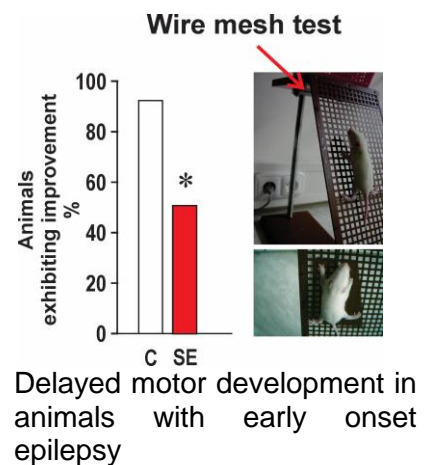 Wire mesh test
100
80
60
40
20
0
Animals
exhibiting improvement
%
*
C SE
Delayed motor development in
animals with early onset
epilepsy